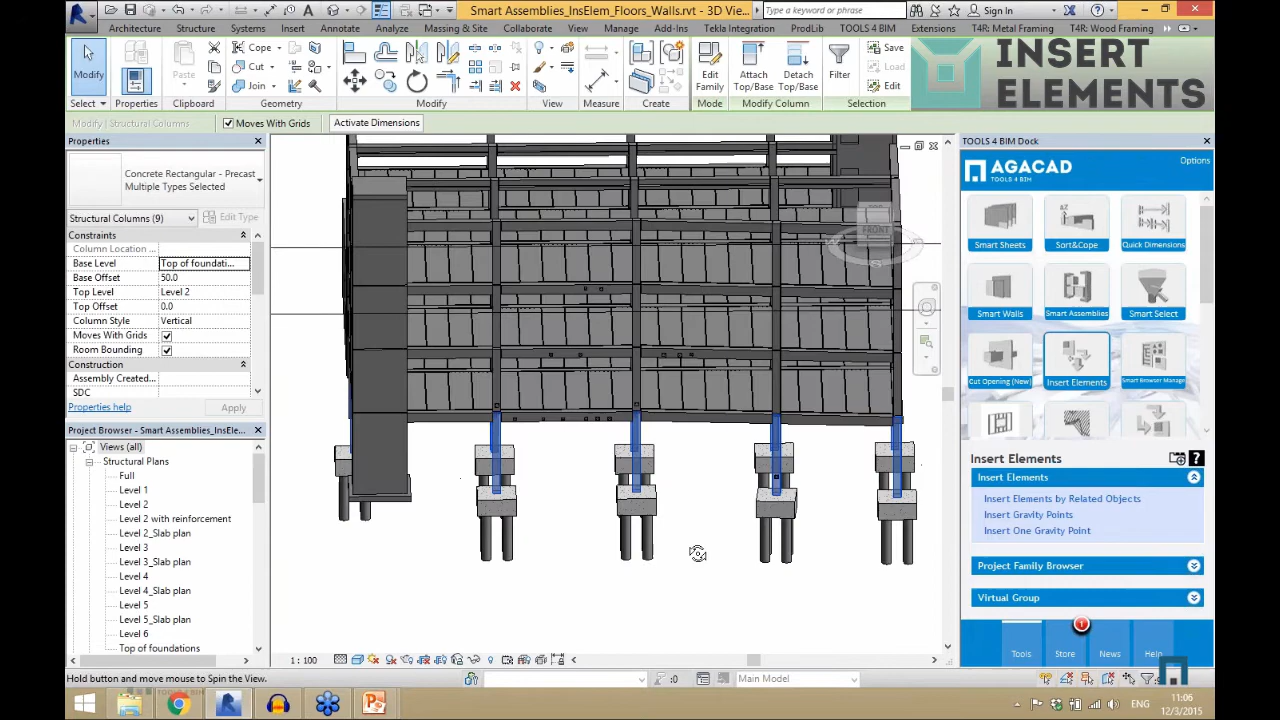 Smart Assemblies_InsElem_Floors_Walls.rvt - 3D Vie...
Type a keyword or phrase
Sign In
Architecture Structure Systems Insert Annotate Analyze Massing & Site Collaborate View Manage Add-Ins Tekla Integration ProdLib TOOLS 4 BIM T4R: Metal Framing T4R: Wood Framing
INSERT
ELEMENTS
Modify
Paste
Cope
Cut
Join
Edit
Family
Attach
Top/Base
Detach
Top/Base
Filter
Save
Load
Edit
Select Properties Clipboard Geometry Modify View Measure Create Mode Modify Column Selection
Modify | Structural Columns
Moves With Grids
Activate Dimensions
Properties
Concrete Rectangular - Precast
Multiple Types Selected
Structural Columns (9)
Edit Type
Constraints
Column Location ...
Base Level Top of foundati...
Base Offset 50.0
Top Level Level 2
Top Offset 0.0
Column Style Vertical
Moves With Grids
Room Bounding
Construction
Assembly Created...
SDC
Properties help
Apply
Project Browser - Smart Assemblies_InsEle...
Views (all)
Structural Plans
Full
Level 1
Level 2
Level 2 with reinforcement
Level 2_Slab plan
Level 3
Level 3_Slab plan
Level 4
Level 4_Slab plan
Level 5
Level 5_Slab plan
Level 6
Top of foundations
TOP
FRONT
S
1 : 100
TOOLS 4 BIM Dock
AGACAD
TOOLS 4 BIM
Options
Smart Sheets
Sort&Cope
Quick Dimensions
Smart Walls
Smart Assemblies
Smart Select
Cut Opening (New)
Insert Elements
Smart Browser Manage
Insert Elements
Insert Elements
Insert Elements by Related Objects
Insert Gravity Points
Insert One Gravity Point
Project Family Browser
Virtual Group
1
Tools
Store
News
Help
Hold button and move mouse to Spin the View.
:0
Main Model
:0
ENG
11:06
12/3/2015